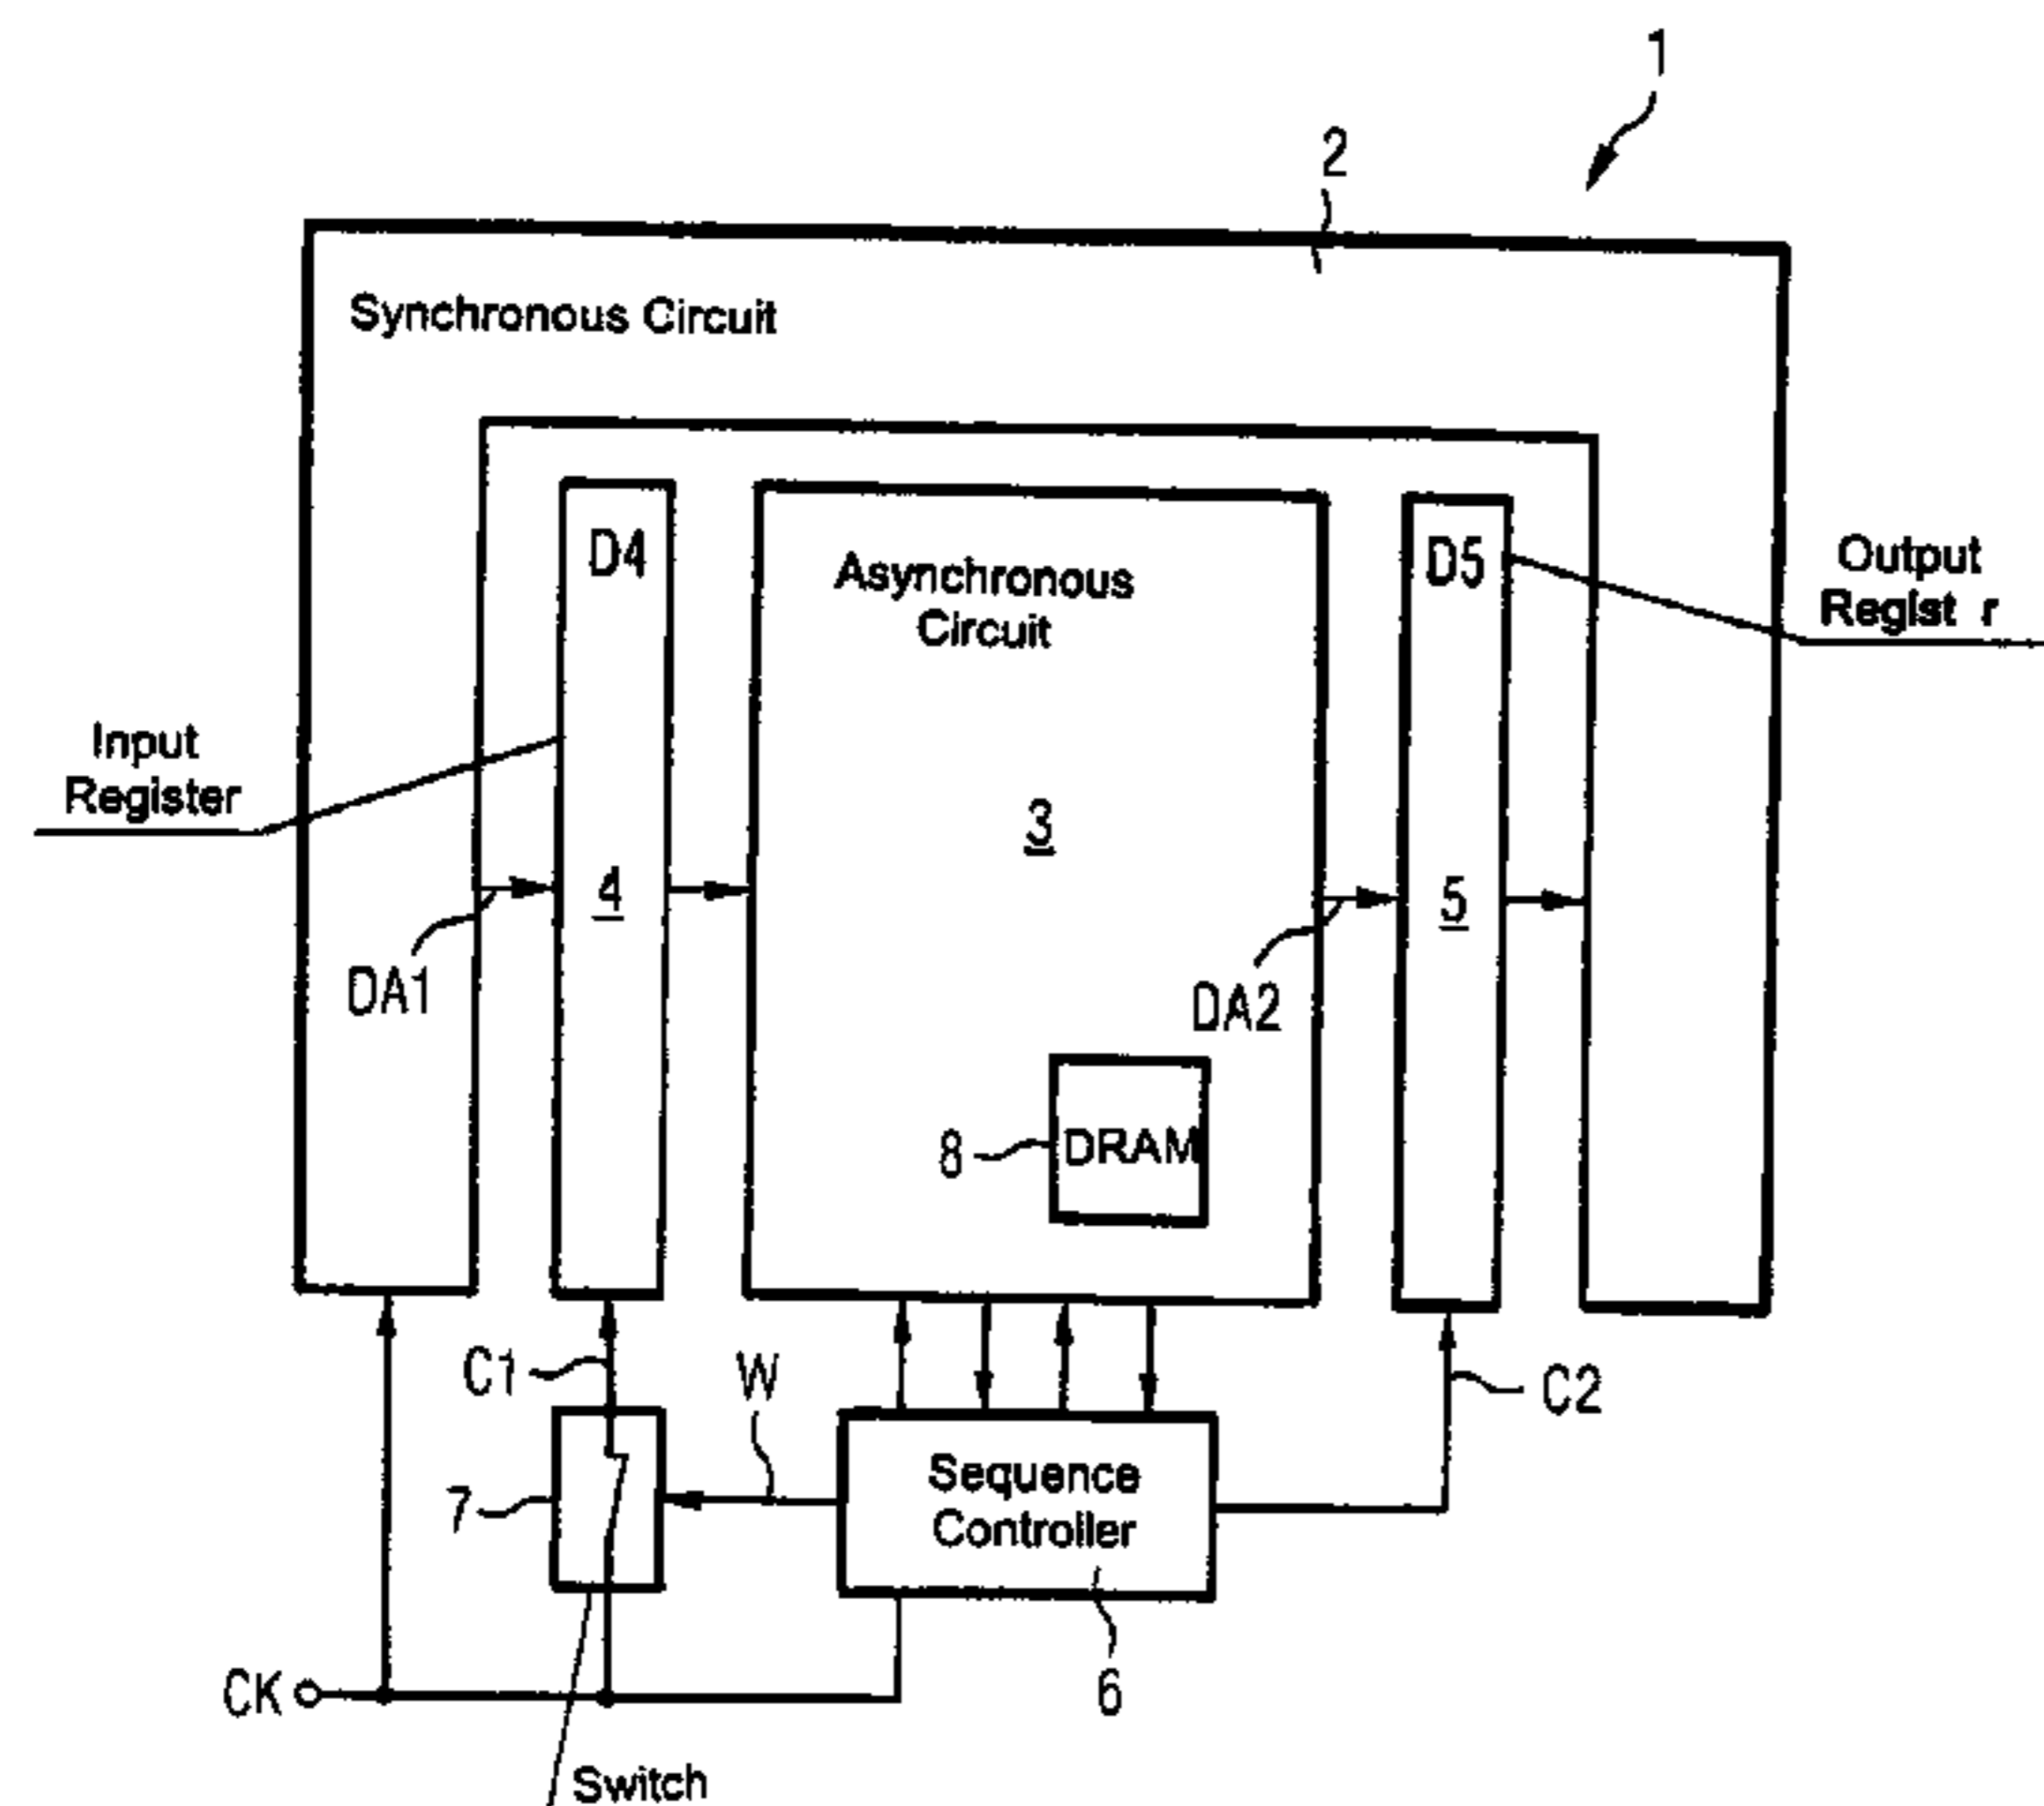 1
2
Synchronous Circuit
D4
Asynchronous
Circuit
D5
Output
Regist r
Input
Register
3
4
5
DA1
DA2
8
DRAM
C1
W
C2
7
Sequence
Controller
6
CK
Switch